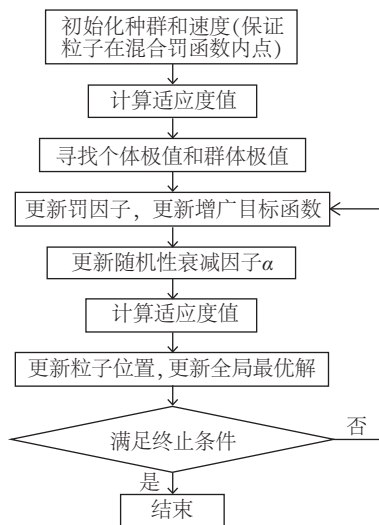 初始化种群和速度(保证
粒子在混合罚函数内点)
计算适应度值
寻找个体极值和群体极值
更新罚因子，更新增广目标函数
更新随机性衰减因子α
计算适应度值
更新粒子位置,更新全局最优解
满足终止条件
否
是
结束